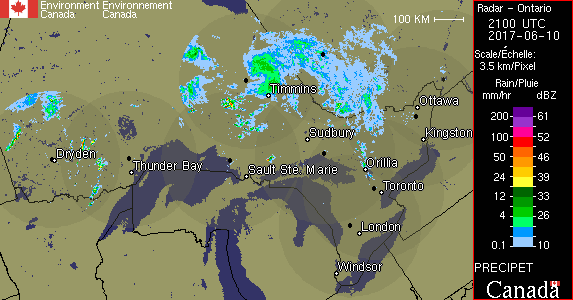 Environment Environnement
Canada Canada
100 KM
Timmins
Ottawa
Sudbury
Kingston
Dryden
Thunder Bay
Sault Ste. Marie
Orillia
Toronto
London
Windsor
Radar - Ontario
2100 UTC
2017-06-10
Scale/Échelle:
3.5 km/Pixel
Rain/Pluie
mm/hr dBZ
200 61
100 52
50 46
24 39
12 33
4 26
0.1 10
PRECIPET
Canada